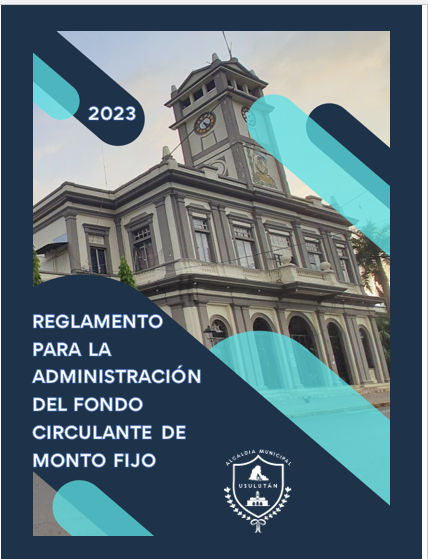 2023
REGLAMENTO
PARA LA
ADMINISTRACIÓN
DEL FONDO
CIRCULANTE DE
MONTO FIJO
ALCALDÍA MUNICIPAL
USULUTÁN